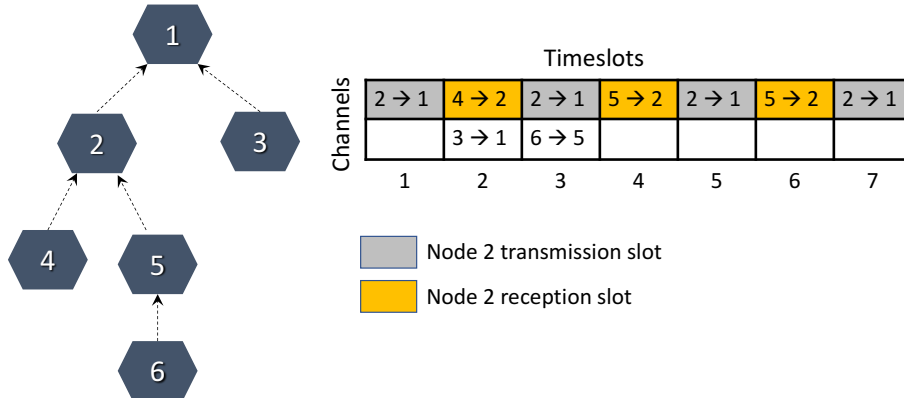 1
2
3
4
5
6
Timeslots
Channels
2 → 1 4 → 2 2 → 1 5 → 2 2 → 1 5 → 2 2 → 1
3 → 1 6 → 5
1 2 3 4 5 6 7
Node 2 transmission slot
Node 2 reception slot